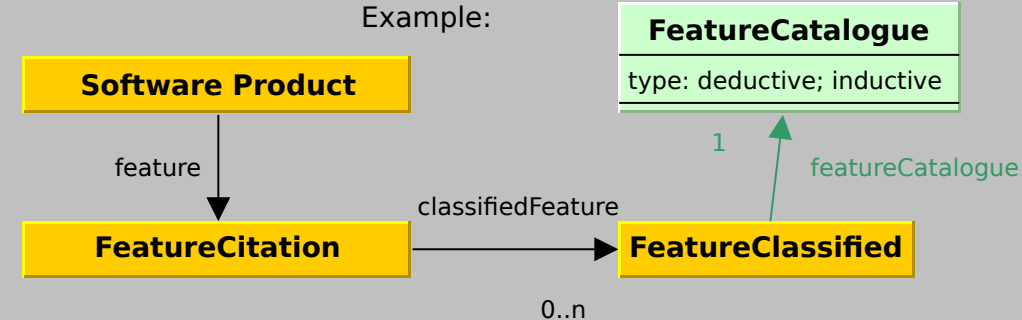 Example:
FeatureCatalogue
type: deductive; inductive
Software Product
1
feature
featureCatalogue
classifiedFeature
FeatureCitation
FeatureClassified
0..n